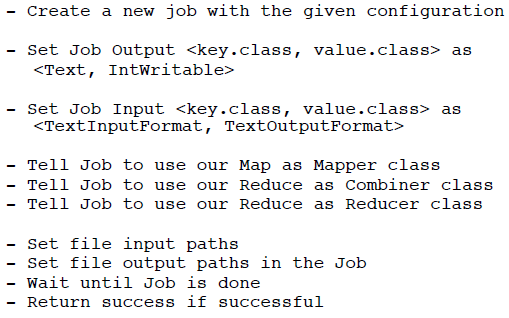 - Create a new job with the given configuration
- Set Job Output <key.class, value.class> as
<Text, IntWritable>
- Set Job Input <key.class, value.class> as
<TextInputFormat, TextOutputFormat>
- Tell Job to use our Map as Mapper class
- Tell Job to use our Reduce as Combiner class
- Tell Job to use our Reduce as Reducer class
- Set file input paths
- Set file output paths in the Job
- Wait until Job is done
- Return success if successful